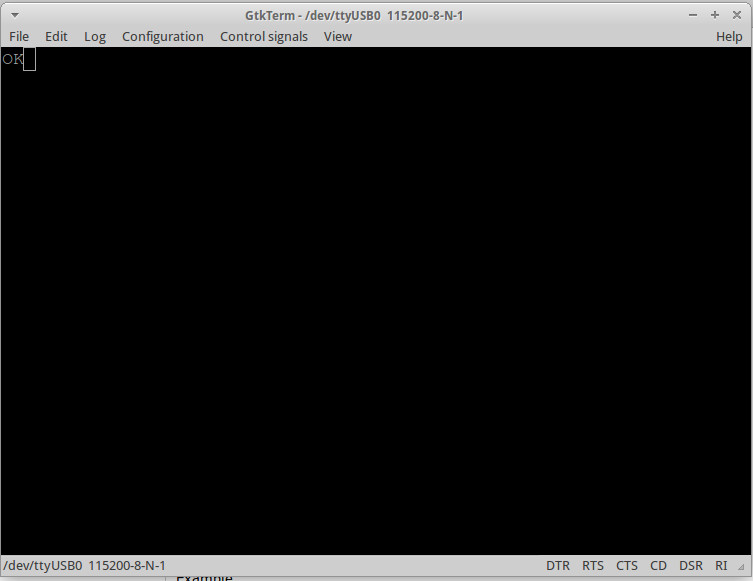 GtkTerm - /dev/ttyUSB0 115200-8-N-1
File Edit Log Configuration Control signals View Help
OK
/dev/ttyUSB0 115200-8-N-1 DTR RTS CTS CD DSR RI
Example